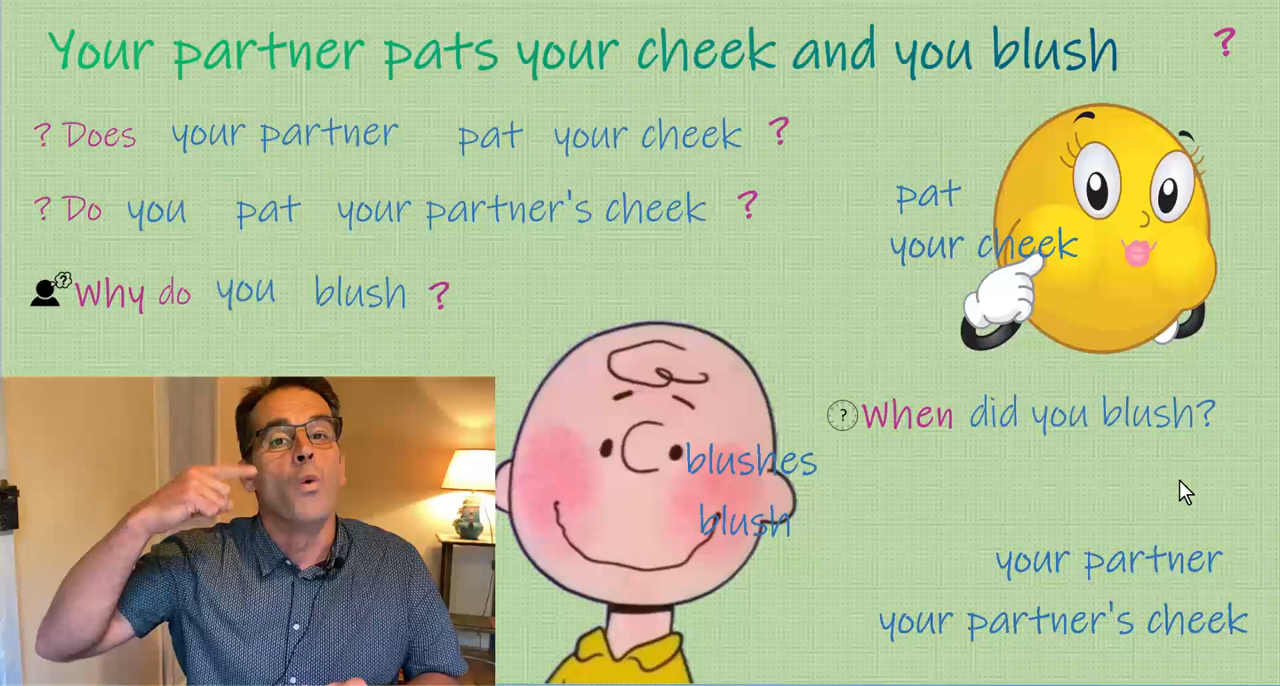 Your partner pats your cheek and you blush ?
? Does your partner pat your cheek ?
? Do you pat your partner's cheek ?
? Why do you blush ?
pat
your cheek
? When did you blush?
blushes
blush
your partner
your partner's cheek